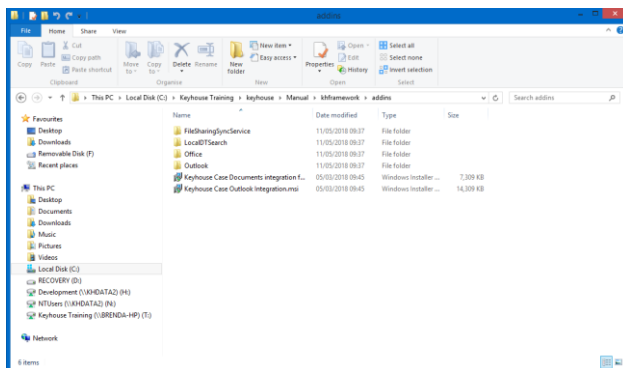 addins
File Home Share View
Copy Paste Cut Copy path Paste shortcut Move to Copy to Delete Rename New folder New item Easy access Properties Open Edit History Select all Select none Invert selection
Clipboard Organise New Open Select
This PC Local Disk (C:) Keyhouse Training keyhouse Manual khframework addins Search addins
Name Date modified Type Size
Favourites
Desktop
Downloads
Removable Disk (F)
Recent places
This PC
Desktop
Documents
Downloads
Music
Pictures
Videos
Local Disk (C:)
RECOVERY (D:)
Development (\\KHDATA2) (H:)
NTUsers (\\KHDATA2) (N:)
Keyhouse Training (\\BRENDA-HP) (T:)
Network
FileSharingSyncService 11/05/2018 09:37 File folder
LocalDTSearch 11/05/2018 09:37 File folder
Office 11/05/2018 09:37 File folder
Outlook 11/05/2018 09:37 File folder
Keyhouse Case Documents integration f... 05/03/2018 09:45 Windows Installer ... 7,309 KB
Keyhouse Case Outlook Integration.msi 05/03/2018 09:45 Windows Installer ... 14,309 KB
6 items